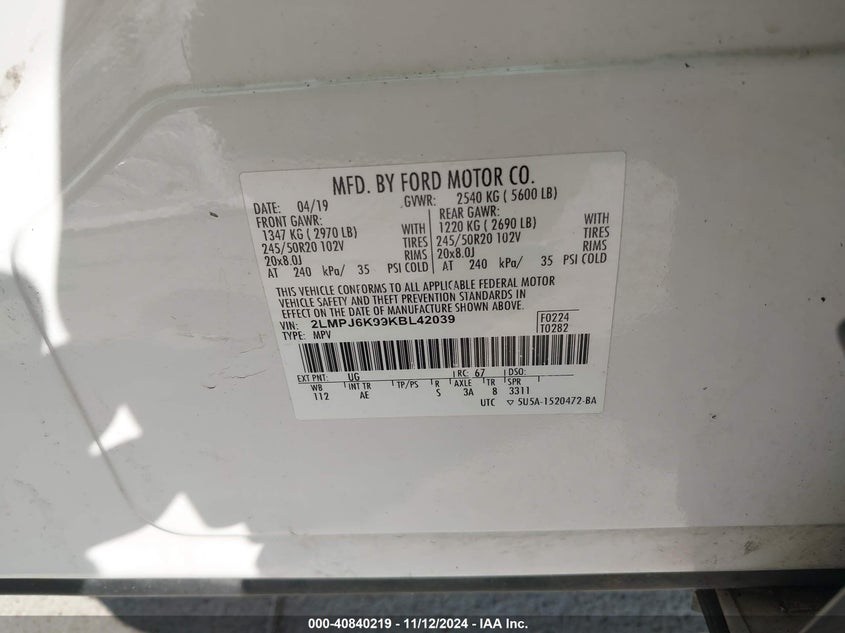 MFD. BY FORD MOTOR CO.
DATE: 04/19 GVWR: 2540 KG ( 5600 LB)
FRONT GAWR: REAR GAWR:
1347 KG ( 2970 LB) WITH 1220 KG ( 2690 LB) WITH
245/50R20 102V TIRES 245/50R20 102V TIRES
20x8.0J RIMS 20x8.0J RIMS
AT 240 kPa/ 35 PSI COLD AT 240 kPa/ 35 PSI COLD
THIS VEHICLE CONFORMS TO ALL APPLICABLE FEDERAL MOTOR
VEHICLE SAFETY AND THEFT PREVENTION STANDARDS IN
EFFECT ON THE DATE OF MANUFACTURE SHOWN ABOVE.
VIN: 2LMPJ6K99KBL42039 F0224
TYPE: MPV T0282
EXT PNT: UG RC: 67 DSO:
WB INT TR TP/PS R AXLE TR SPR
112 AE S 3A 8 3311
UTC ▽ 5U5A-1520472-BA
000-40840219 - 11/12/2024 - IAA Inc.